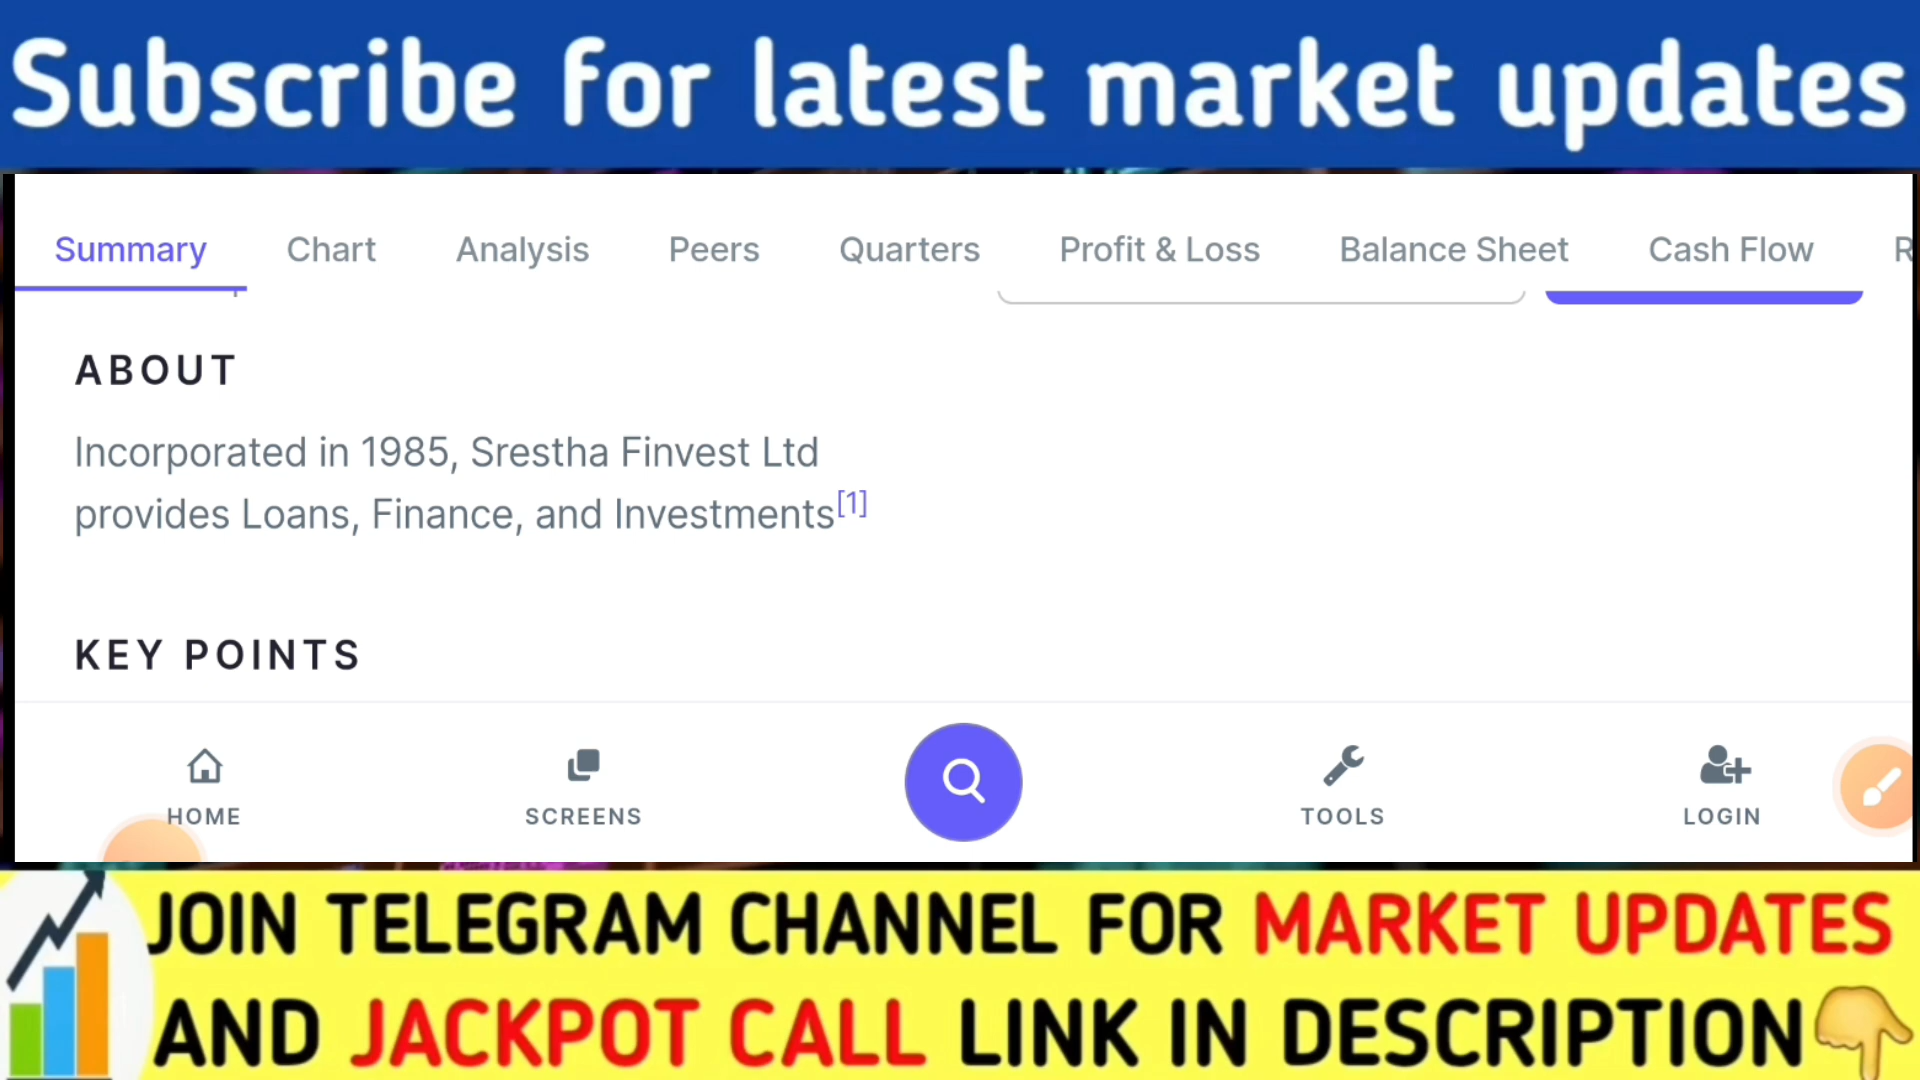 Subscribe for latest market updates
Summary Chart Analysis Peers Quarters Profit & Loss Balance Sheet Cash Flow R
ABOUT
Incorporated in 1985, Srestha Finvest Ltd
provides Loans, Finance, and Investments[1]
KEY POINTS
HOME SCREENS TOOLS LOGIN
JOIN TELEGRAM CHANNEL FOR MARKET UPDATES
AND JACKPOT CALL LINK IN DESCRIPTION